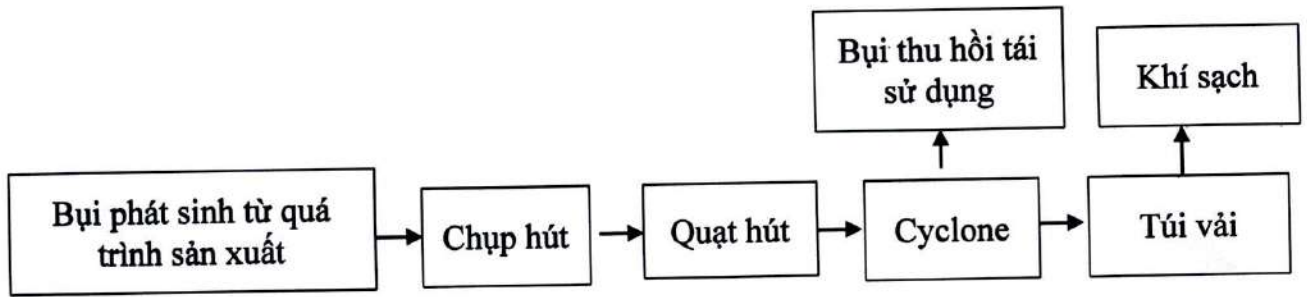 Bụi thu hồi tái
sử dụng
Khí sạch
Bụi phát sinh từ quá
trình sản xuất
Chụp hút
Quạt hút
Cyclone
Túi vải